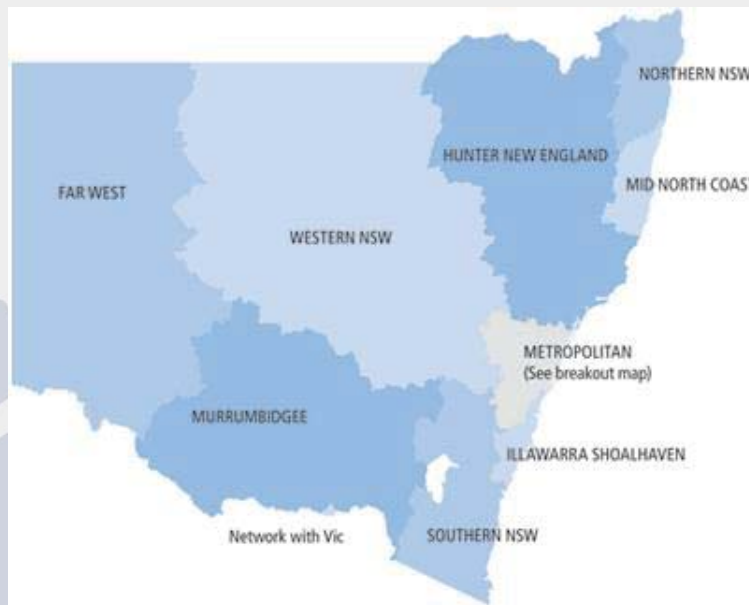 NORTHERN NSW
HUNTER NEW ENGLAND
MID NORTH COAST
FAR WEST
WESTERN NSW
METROPOLITAN
(See breakout map)
MURRUMBIDGEE
ILLAWARRA SHOALHAVEN
Network with Vic
SOUTHERN NSW